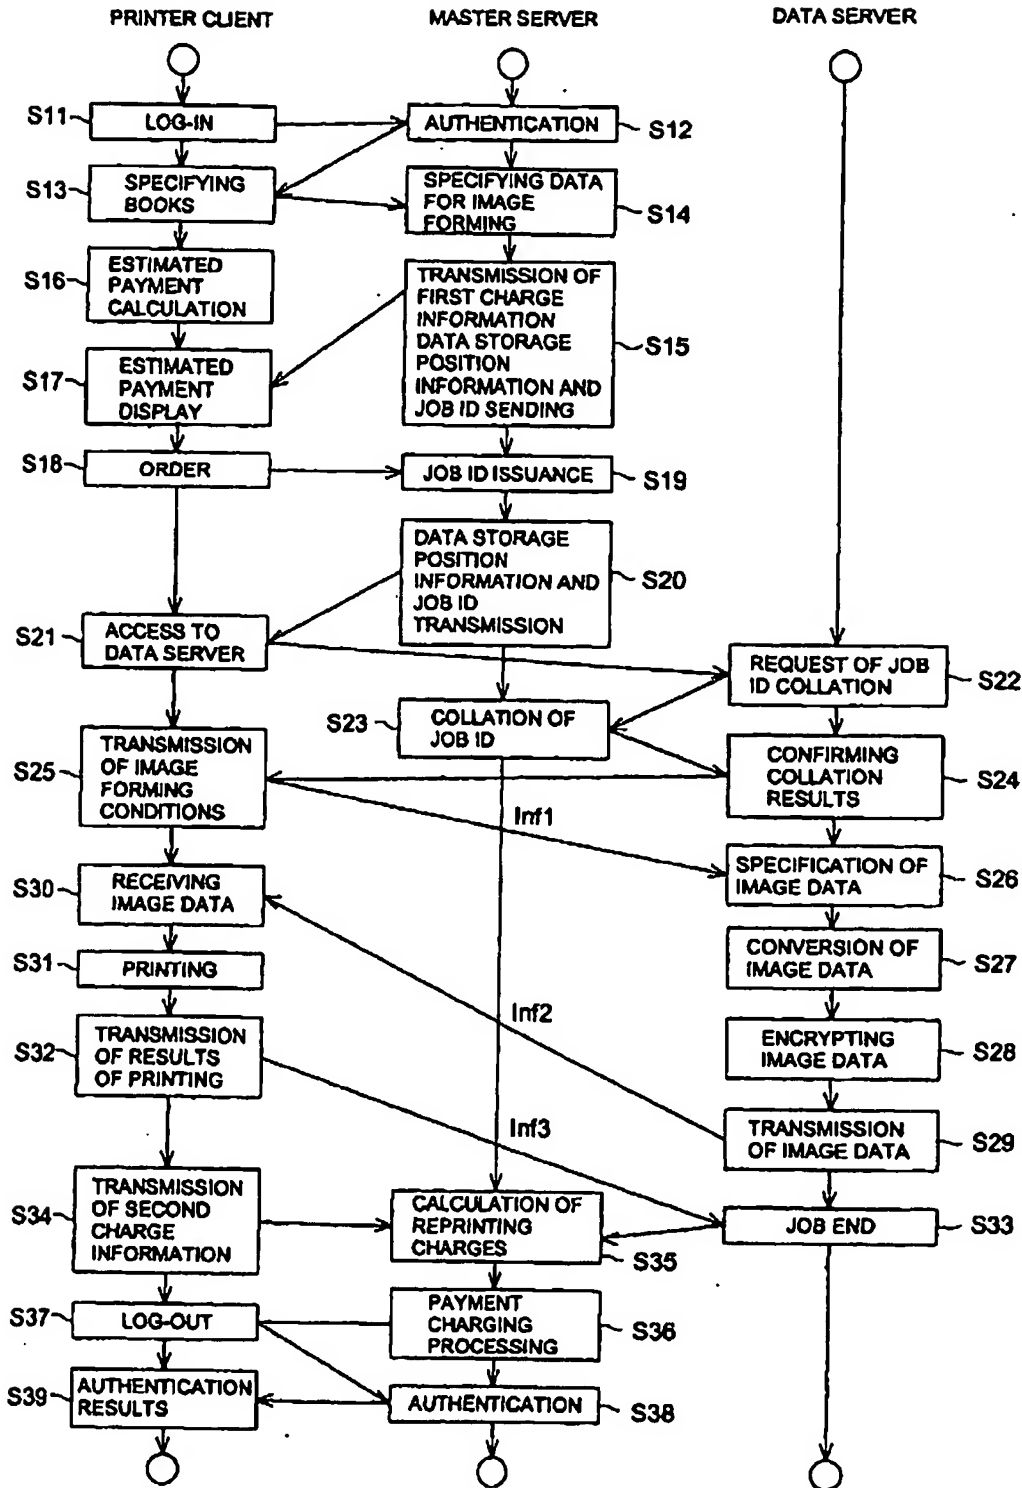 PRINTER CLIENT
MASTER SERVER
DATA SERVER
S11
LOG-IN
AUTHENTICATION
S12
S13
SPECIFYING
BOOKS
SPECIFYING DATA
FOR IMAGE
FORMING
S14
S16
ESTIMATED
PAYMENT
CALCULATION
TRANSMISSION OF
FIRST CHARGE
INFORMATION
DATA STORAGE
POSITION
INFORMATION AND
JOB ID SENDING
S15
S17
ESTIMATED
PAYMENT
DISPLAY
S18
ORDER
JOB ID ISSUANCE
S19
DATA STORAGE
POSITION
INFORMATION AND
JOB ID
TRANSMISSION
S20
S21
ACCESS TO
DATA SERVER
REQUEST OF JOB
ID COLLATION
S22
S23
COLLATION OF
JOB ID
S25
TRANSMISSION
OF IMAGE
FORMING
CONDITIONS
CONFIRMING
COLLATION
RESULTS
S24
Inf1
SPECIFICATION OF
IMAGE DATA
S26
S30
RECEIVING
IMAGE DATA
CONVERSION OF
IMAGE DATA
S27
S31
PRINTING
Inf2
S32
TRANSMISSION
OF RESULTS
OF PRINTING
ENCRYPTING
IMAGE DATA
S28
Inf3
TRANSMISSION
OF IMAGE DATA
S29
S34
TRANSMISSION
OF SECOND
CHARGE
INFORMATION
CALCULATION OF
REPRINTING
CHARGES
S35
JOB END
S33
S37
LOG-OUT
PAYMENT
CHARGING
PROCESSING
S36
S39
AUTHENTICATION
RESULTS
AUTHENTICATION
S38